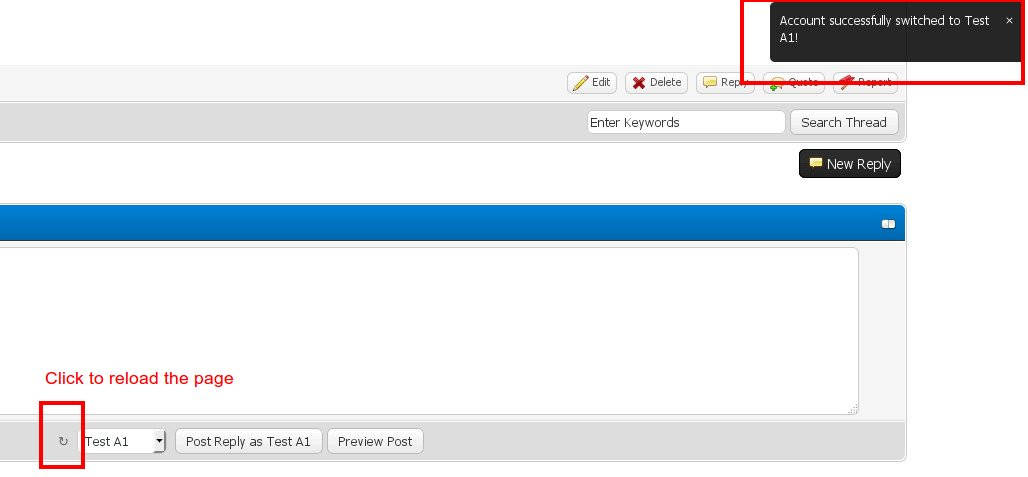 Account successfully switched to Test ×
A1!
Edit Delete Reply Quote Report
Enter Keywords Search Thread
New Reply
Click to reload the page
↻ Test A1 Post Reply as Test A1 Preview Post